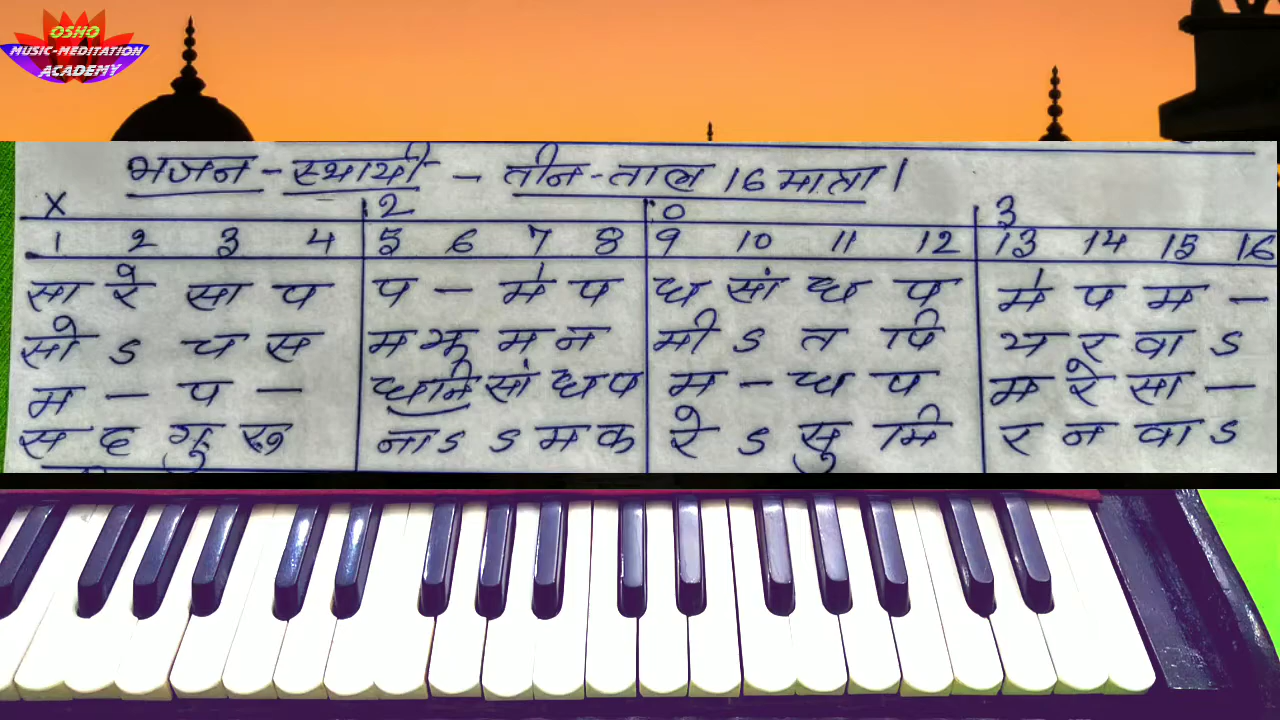 OSHO
MUSIC-MEDITATION
ACADEMY
भजन - स्थायी - तीन-ताल 16 मात्रा।
X 2 0 3
1 2 3 4 5 6 7 8 9 10 11 12 13 14 15 16
सा रे सा प प - म॑ प ध सां ध प म॑ प म -
सो ऽ च स म झ म न मी ऽ त पि य र वा ऽ
म - प - धनि सां ध प म - ध प म रे सा -
स द गु रू ना ऽ ऽ म क रे ऽ सु मि र न वा ऽ